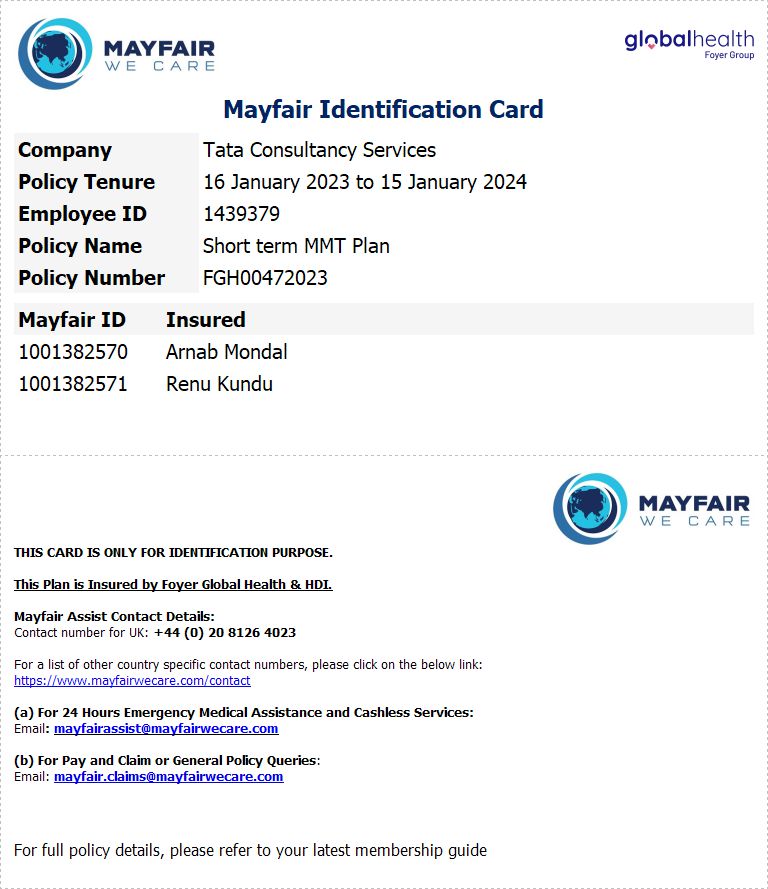 MAYFAIR
WE CARE
globalhealth
Foyer Group
Mayfair Identification Card
Company Tata Consultancy Services
Policy Tenure 16 January 2023 to 15 January 2024
Employee ID 1439379
Policy Name Short term MMT Plan
Policy Number FGH00472023
Mayfair ID Insured
1001382570 Arnab Mondal
1001382571 Renu Kundu
MAYFAIR
WE CARE
THIS CARD IS ONLY FOR IDENTIFICATION PURPOSE.
This Plan is Insured by Foyer Global Health & HDI.
Mayfair Assist Contact Details:
Contact number for UK: +44 (0) 20 8126 4023
For a list of other country specific contact numbers, please click on the below link:
https://www.mayfairwecare.com/contact
(a) For 24 Hours Emergency Medical Assistance and Cashless Services:
Email: mayfairassist@mayfairwecare.com
(b) For Pay and Claim or General Policy Queries:
Email: mayfair.claims@mayfairwecare.com
For full policy details, please refer to your latest membership guide